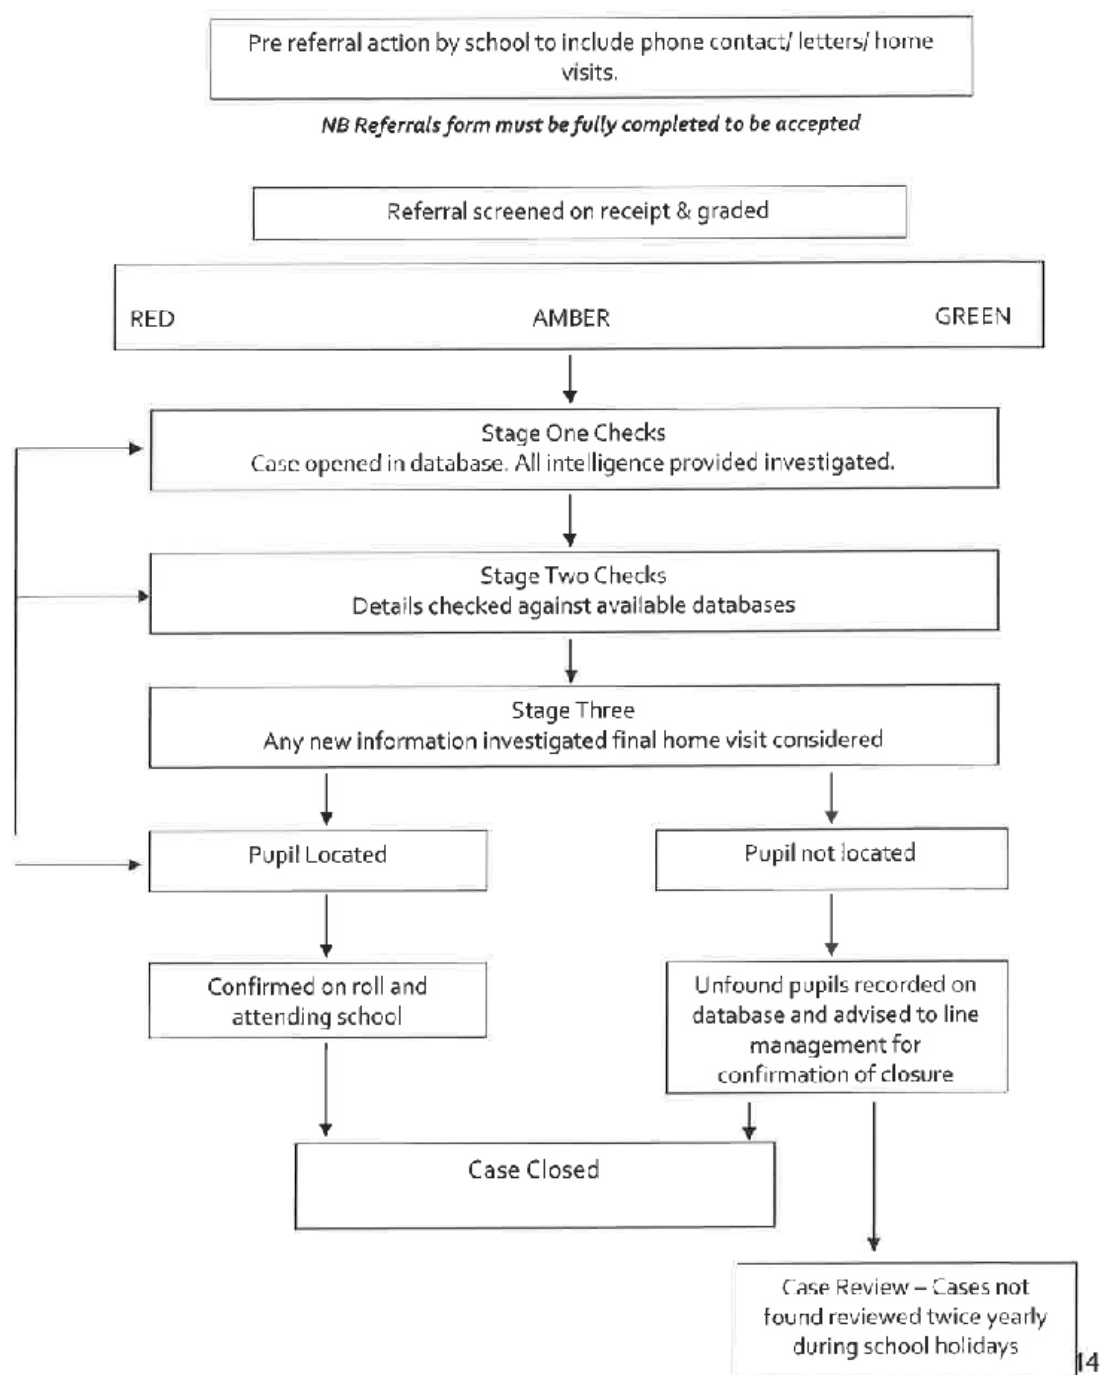 Pre referral action by school to include phone contact/ letters/ home
visits.
NB Referrals form must be fully completed to be accepted
Referral screened on receipt & graded
RED AMBER GREEN
Stage One Checks
Case opened in database. All intelligence provided investigated.
Stage Two Checks
Details checked against available databases
Stage Three
Any new information investigated final home visit considered
Pupil Located
Pupil not located
Confirmed on roll and
attending school
Unfound pupils recorded on
database and advised to line
management for
confirmation of closure
Case Closed
Case Review – Cases not
found reviewed twice yearly
during school holidays
14